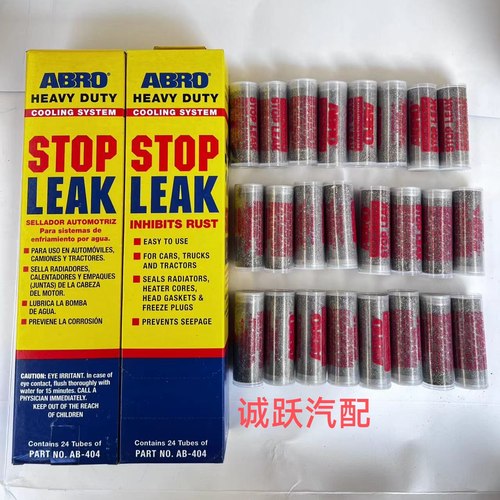 ABRO®
HEAVY DUTY
COOLING SYSTEM
STOP
LEAK
SELLADOR AUTOMOTRIZ
Para sistemas de
enfriamiento por agua.
PARA USO EN AUTOMÓVILES,
CAMIONES Y TRACTORES.
SELLA RADIADORES,
CALENTADORES Y EMPAQUES
(JUNTAS) DE LA CABEZA
DEL MOTOR.
LUBRICA LA BOMBA
DE AGUA.
PREVIENE LA CORROSIÓN
CAUTION: EYE IRRITANT. In case of
eye contact, flush thoroughly with
water for 15 minutes. CALL A
PHYSICIAN IMMEDIATELY.
KEEP OUT OF THE REACH
OF CHILDREN
Contains 24 Tubes of
PART NO. AB-404
ABRO®
HEAVY DUTY
COOLING SYSTEM
STOP
LEAK
INHIBITS RUST
EASY TO USE
FOR CARS, TRUCKS
AND TRACTORS
SEALS RADIATORS,
HEATER CORES,
HEAD GASKETS &
FREEZE PLUGS
PREVENTS SEEPAGE
Contains 24 Tubes of
PART NO. AB-404
STOP LEAK
ABRO
ABRO
诚跃汽配